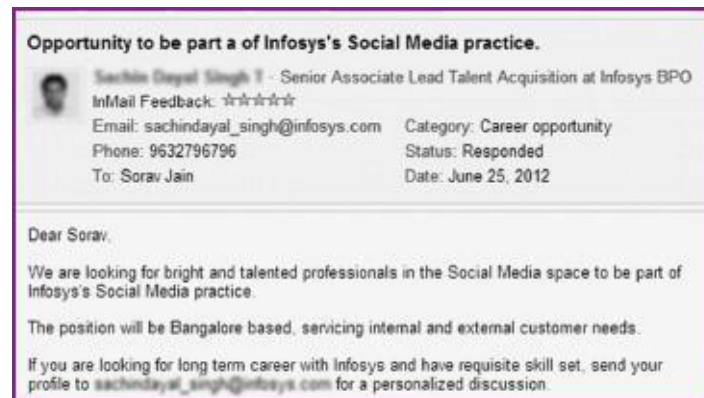 Opportunity to be part a of Infosys's Social Media practice.
- Senior Associate Lead Talent Acquisition at Infosys BPO
InMail Feedback: ☆☆☆☆☆
Email: sachindayal_singh@infosys.com Category: Career opportunity
Phone: 9632796796 Status: Responded
To: Sorav Jain Date: June 25, 2012
Dear Sorav,
We are looking for bright and talented professionals in the Social Media space to be part of
Infosys's Social Media practice.
The position will be Bangalore based, servicing internal and external customer needs.
If you are looking for long term career with Infosys and have requisite skill set, send your
profile to for a personalized discussion.